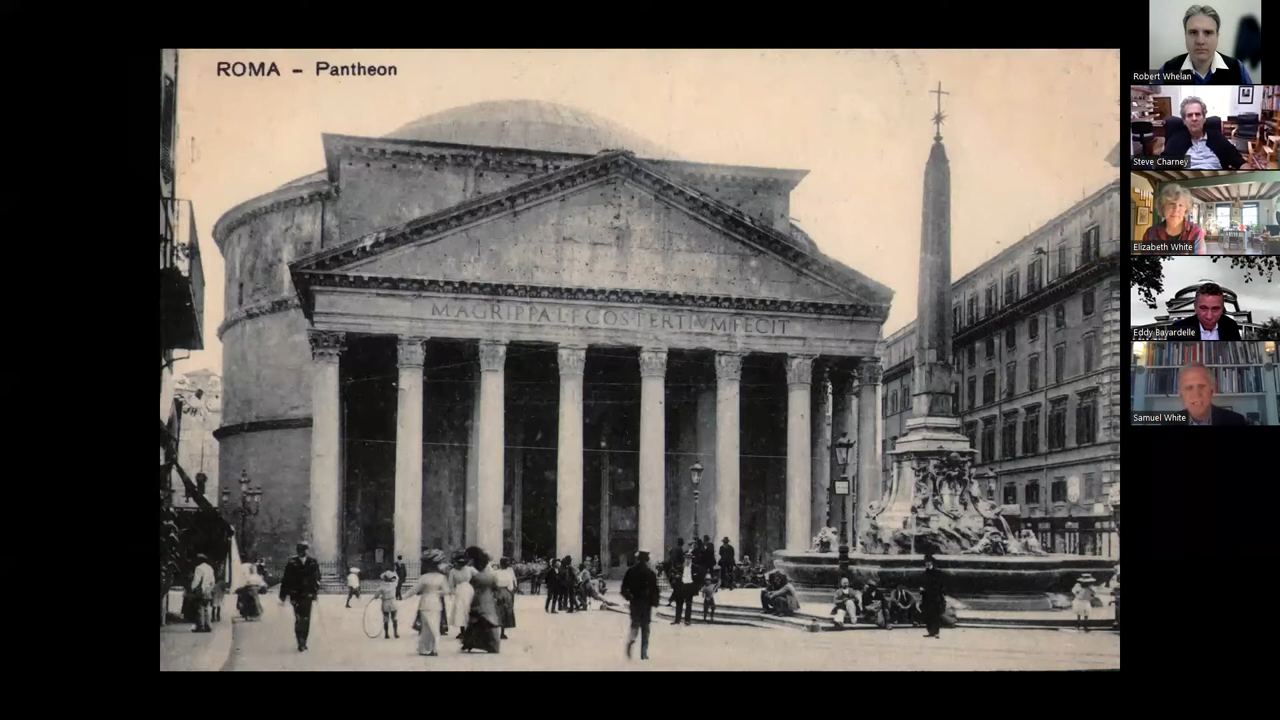 ROMA - Pantheon
M·AGRIPPA·L·F·COS·TERTIVM·FECIT
Robert Whelan
Steve Charney
Elizabeth White
Eddy Bayardelle
Samuel White